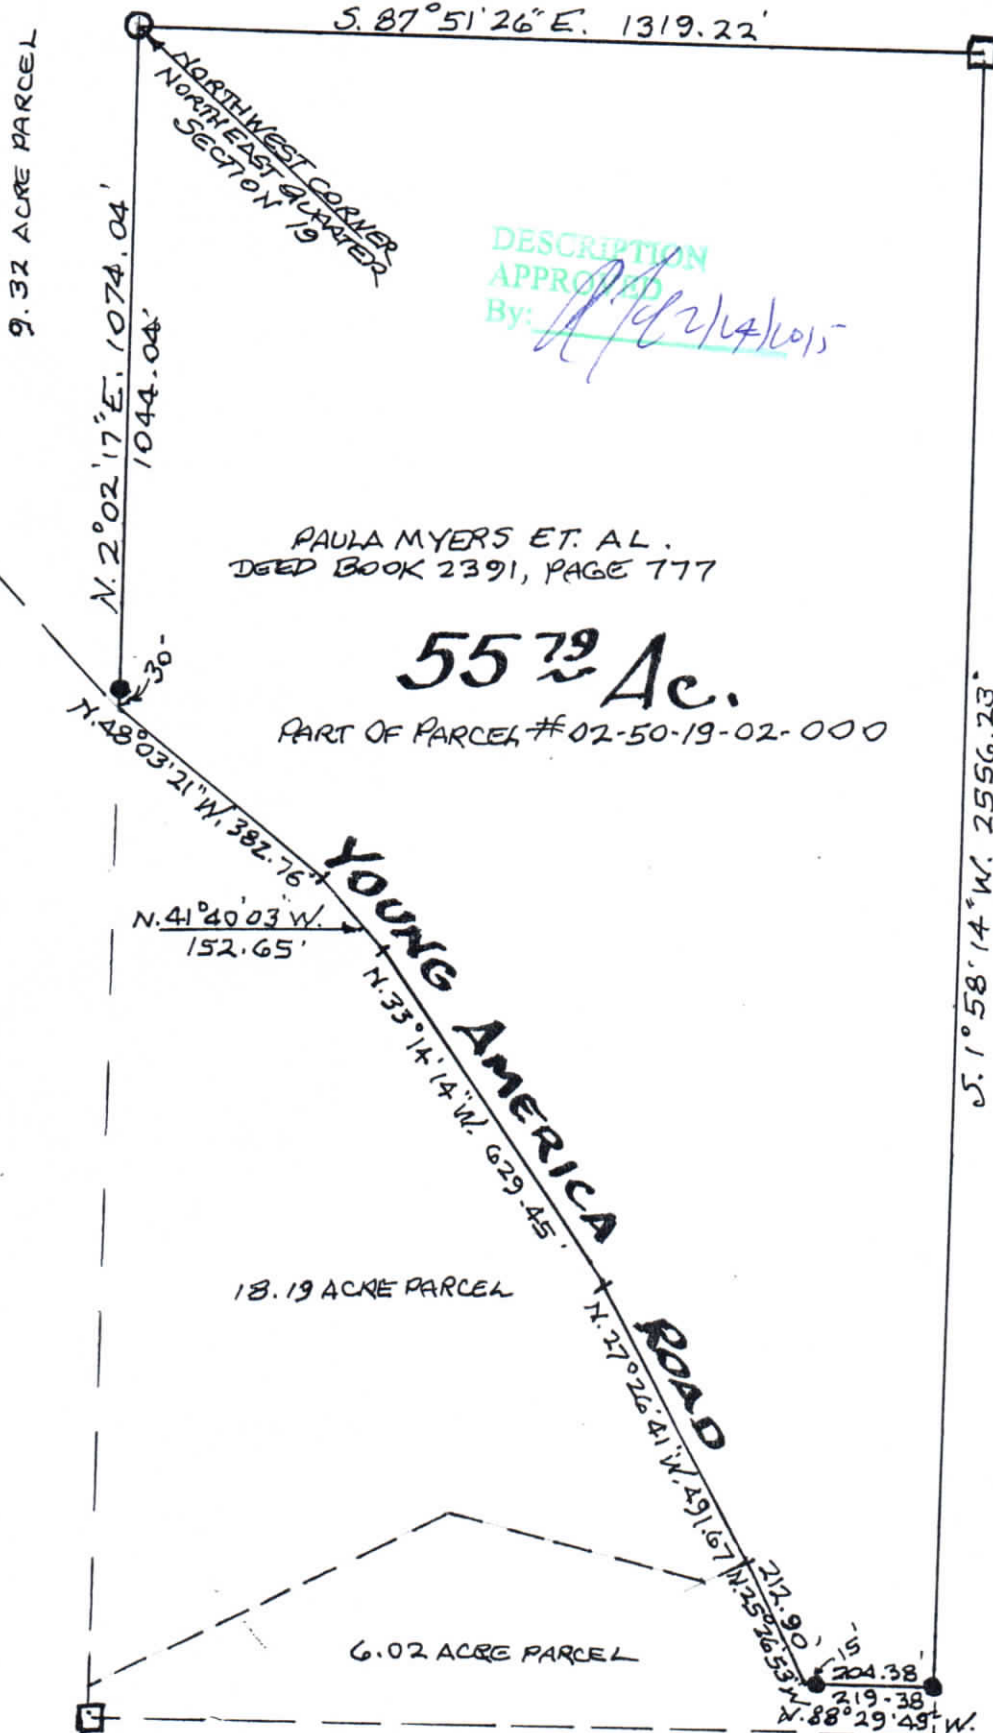 S. 87°51'26" E. 1319.22'
9.32 ACRE PARCEL
NORTHWEST CORNER
NORTHEAST QUARTER
SECTION 19
N. 2°02'17" E. 1074.04'
1044.04'
DESCRIPTION
APPROVED
By:
PAULA MYERS ET. AL.
DEED BOOK 2391, PAGE 777
55 79 Ac.
PART OF PARCEL # 02-50-19-02-000
30'
N. 48°03'21" W. 382.76'
S. 1°58'14" W. 2556.23'
N. 41°40'03" W.
152.65'
YOUNG AMERICA ROAD
N. 33°14'14" W. 629.45'
18.19 ACRE PARCEL
N. 27°26'41" W. 491.67'
212.90'
N. 25°26'53" W.
6.02 ACRE PARCEL
15'
204.38'
219.38
N. 88°29'49" W.